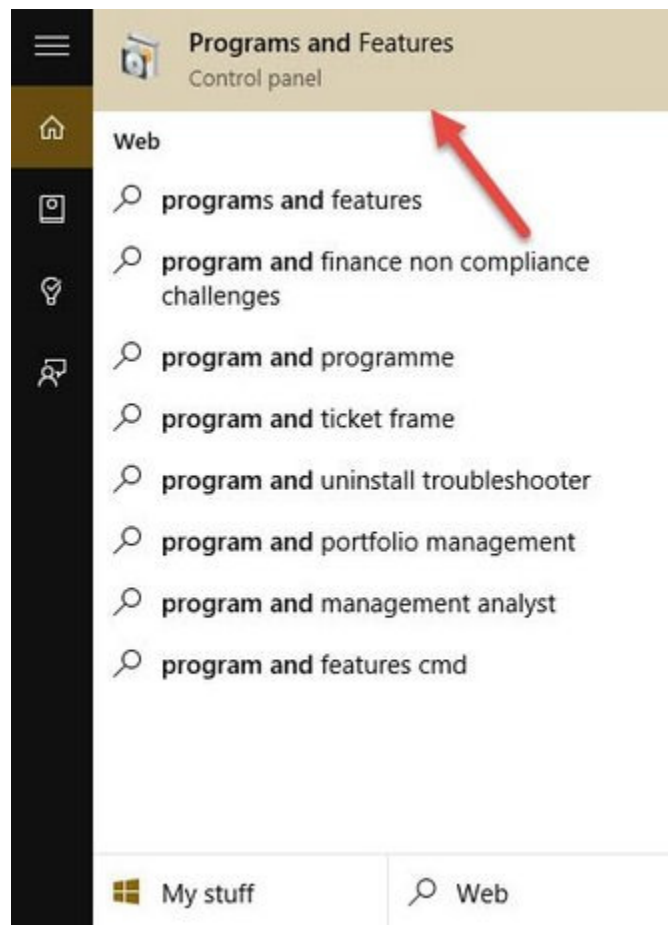 Programs and Features
Control panel
Web
programs and features
program and finance non compliance
challenges
program and programme
program and ticket frame
program and uninstall troubleshooter
program and portfolio management
program and management analyst
program and features cmd
My stuff
Web